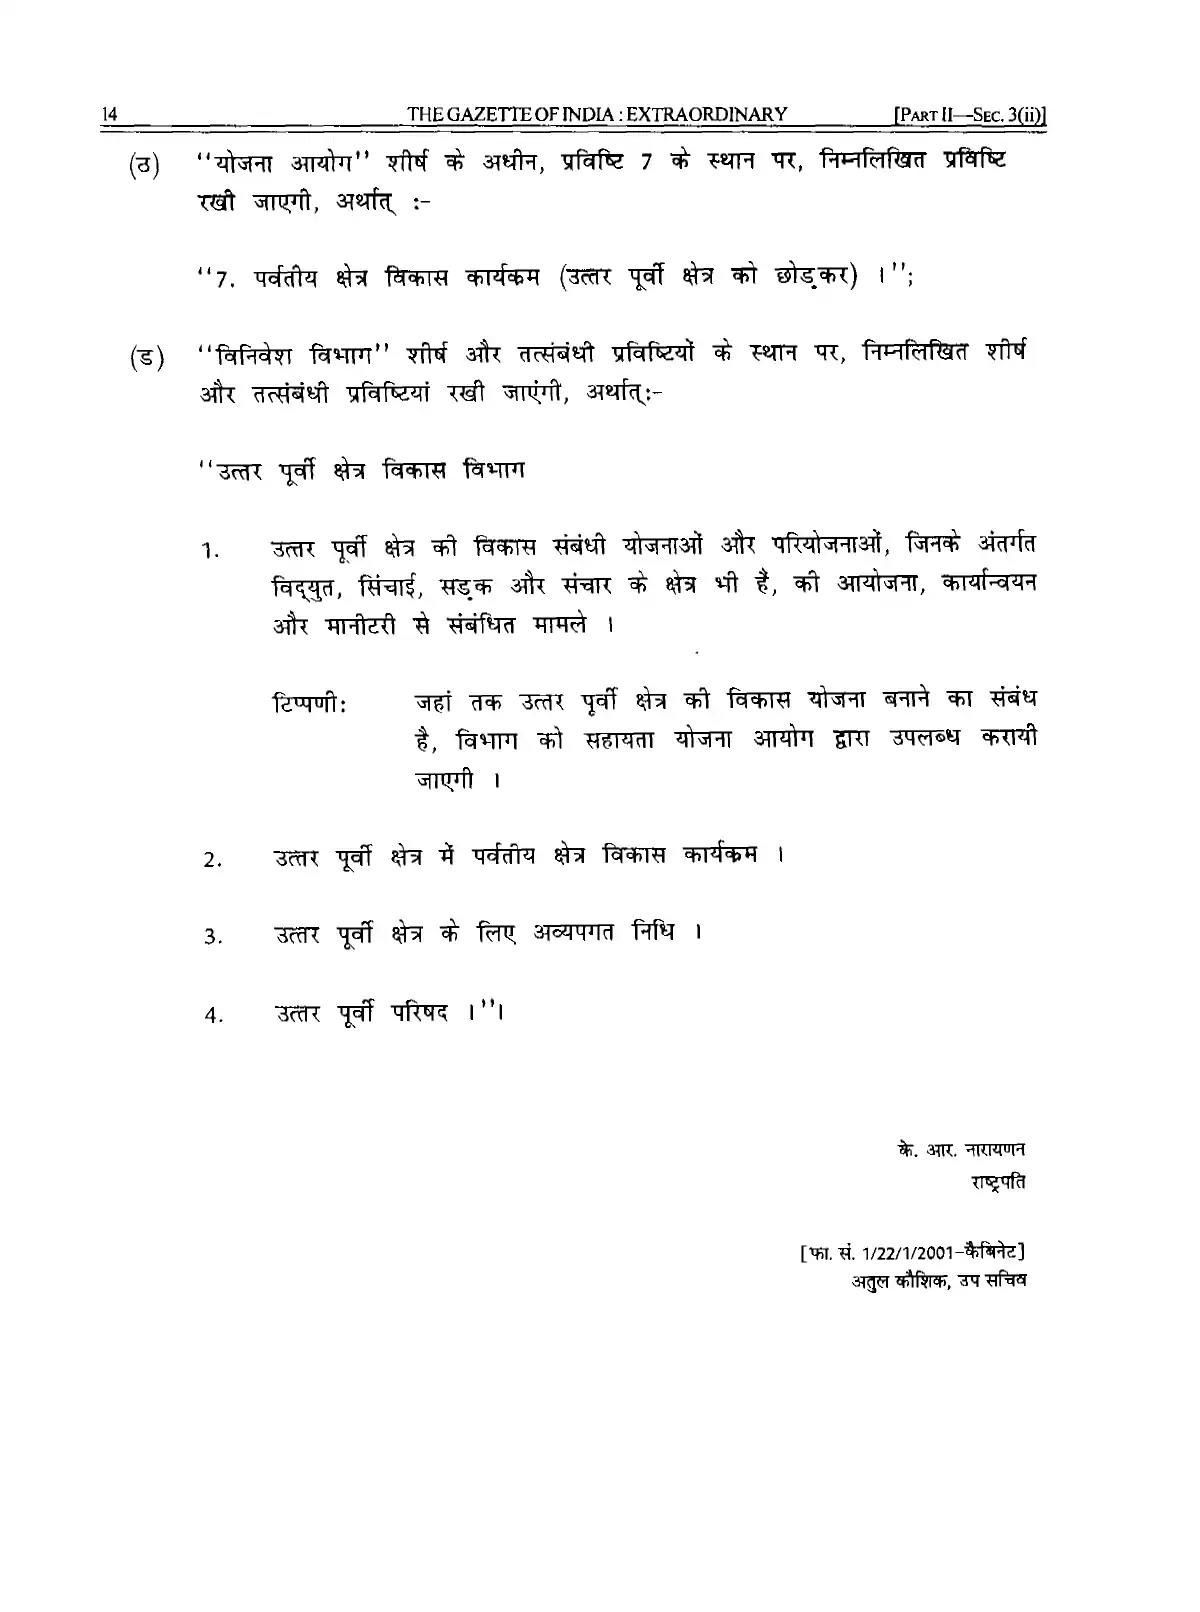 14 THE GAZETTE OF INDIA : EXTRAORDINARY [PART II—SEC. 3(ii)]
(ठ) ‘‘योजना आयोग’’ शीर्ष के अधीन, प्रविष्टि 7 के स्थान पर, निम्नलिखित प्रविष्टि
रखी जाएगी, अर्थात् :-
‘‘7. पर्वतीय क्षेत्र विकास कार्यक्रम (उत्तर पूर्वी क्षेत्र को छोड़कर) ।’’;
(ड) ‘‘विनिवेश विभाग’’ शीर्ष और तत्संबंधी प्रविष्टियों के स्थान पर, निम्नलिखित शीर्ष
और तत्संबंधी प्रविष्टियां रखी जाएंगी, अर्थात्:-
‘‘उत्तर पूर्वी क्षेत्र विकास विभाग
1. उत्तर पूर्वी क्षेत्र की विकास संबंधी योजनाओं और परियोजनाओं, जिनके अंतर्गत
विद्युत, सिंचाई, सड़क और संचार के क्षेत्र भी हैं, की आयोजना, कार्यान्वयन
और मानीटरी से संबंधित मामले ।
टिप्पणी: जहां तक उत्तर पूर्वी क्षेत्र की विकास योजना बनाने का संबंध
है, विभाग को सहायता योजना आयोग द्वारा उपलब्ध करायी
जाएगी ।
2. उत्तर पूर्वी क्षेत्र में पर्वतीय क्षेत्र विकास कार्यक्रम ।
3. उत्तर पूर्वी क्षेत्र के लिए अव्यपगत निधि ।
4. उत्तर पूर्वी परिषद ।’’।
के. आर. नारायणन
राष्ट्रपति
[फा. सं. 1/22/1/2001-कैबिनेट]
अतुल कौशिक, उप सचिव